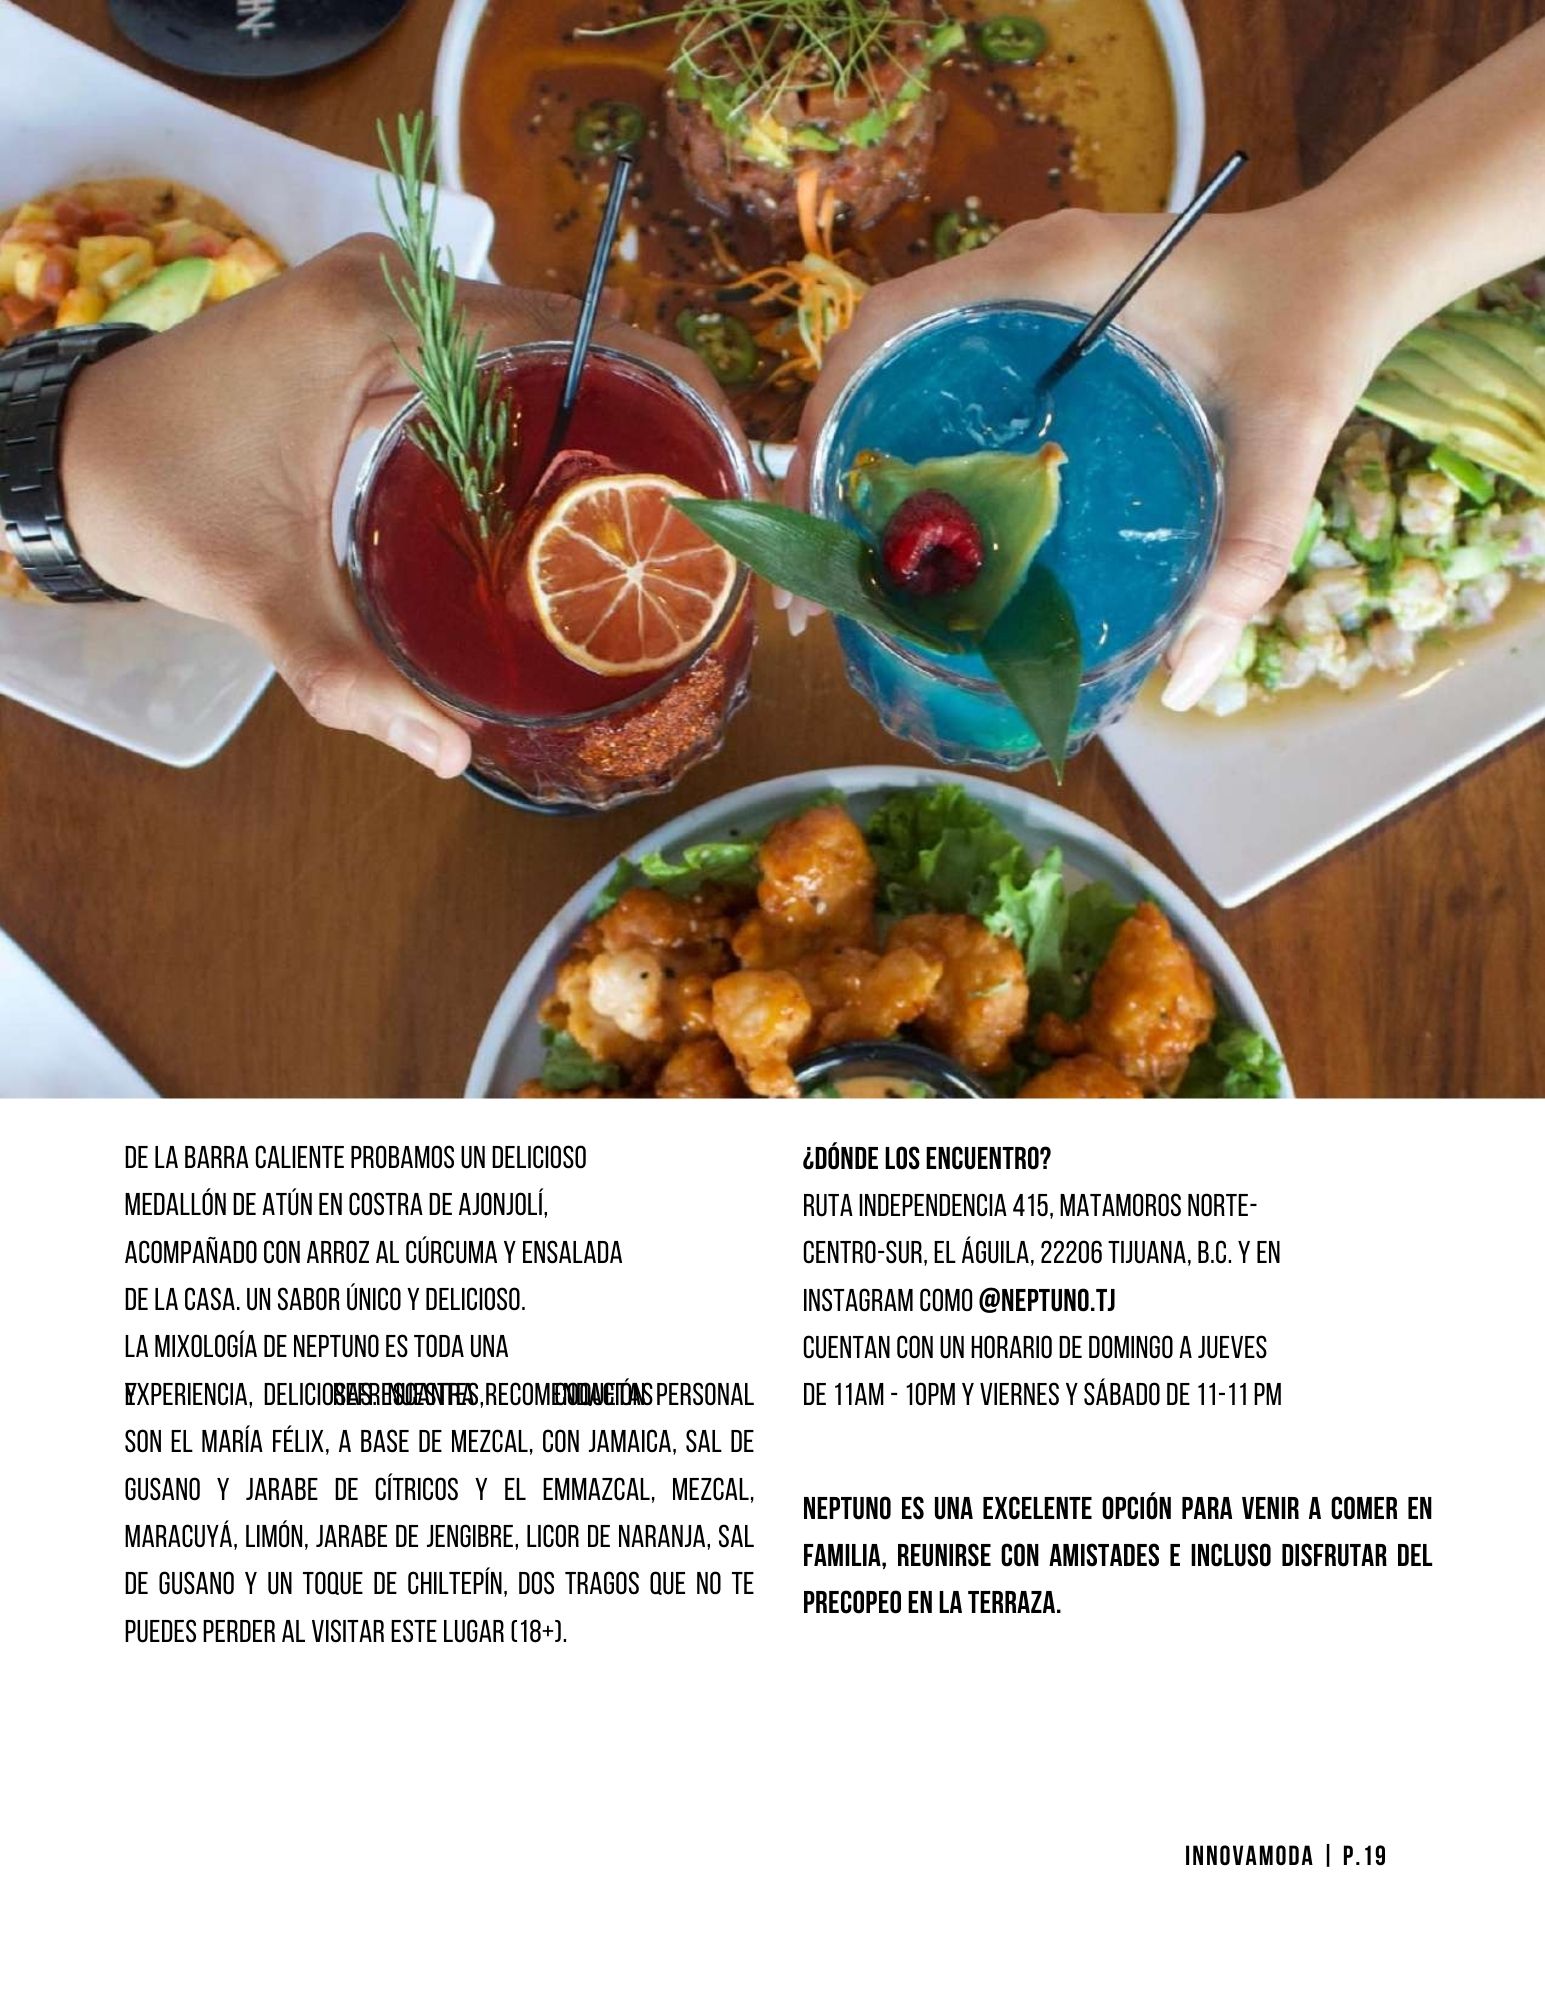 DE LA BARRA CALIENTE PROBAMOS UN DELICIOSO
MEDALLÓN DE ATÚN EN COSTRA DE AJONJOLÍ,
ACOMPAÑADO CON ARROZ AL CÚRCUMA Y ENSALADA
DE LA CASA. UN SABOR ÚNICO Y DELICIOSO.
LA MIXOLOGÍA DE NEPTUNO ES TODA UNA
EXPERIENCIA, RECOMENDACIÓN PERSONAL
SON EL MARÍA FÉLIX, A BASE DE MEZCAL, CON JAMAICA, SAL DE
GUSANO Y JARABE DE CÍTRICOS Y EL EMMAZCAL, MEZCAL,
MARACUYÁ, LIMÓN, JARABE DE JENGIBRE, LICOR DE NARANJA, SAL
DE GUSANO Y UN TOQUE DE CHILTEPÍN, DOS TRAGOS QUE NO TE
PUEDES PERDER AL VISITAR ESTE LUGAR (18+).
¿DÓNDE LOS ENCUENTRO?
RUTA INDEPENDENCIA 415, MATAMOROS NORTE-
CENTRO-SUR, EL ÁGUILA, 22206 TIJUANA, B.C. Y EN
INSTAGRAM COMO @NEPTUNO.TJ
CUENTAN CON UN HORARIO DE DOMINGO A JUEVES
DE 11AM - 10PM Y VIERNES Y SÁBADO DE 11-11 PM
NEPTUNO ES UNA EXCELENTE OPCIÓN PARA VENIR A COMER EN
FAMILIA, REUNIRSE CON AMISTADES E INCLUSO DISFRUTAR DEL
PRECOPEO EN LA TERRAZA.
INNOVAMODA | P.19